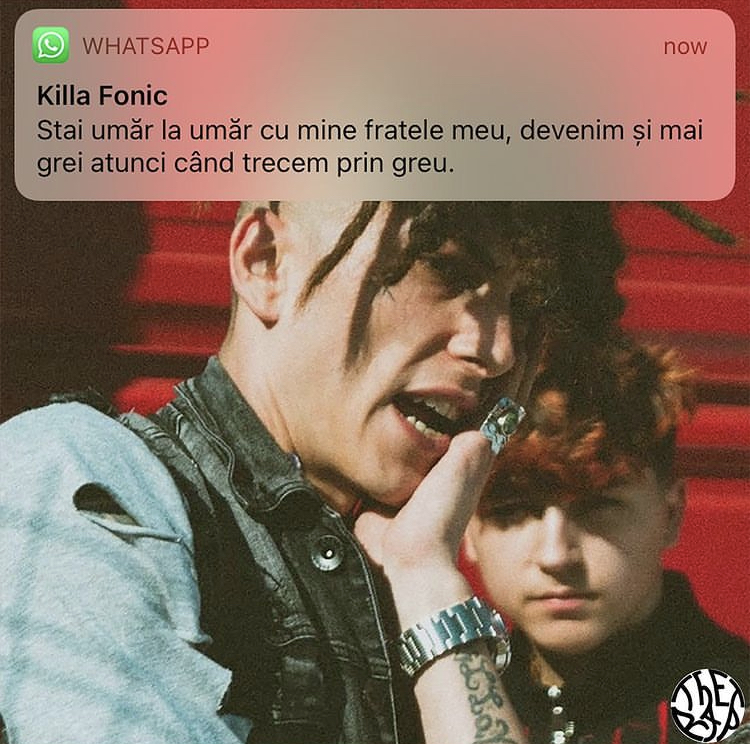 WHATSAPP
now
Killa Fonic
Stai umăr la umăr cu mine fratele meu, devenim și mai
grei atunci când trecem prin greu.